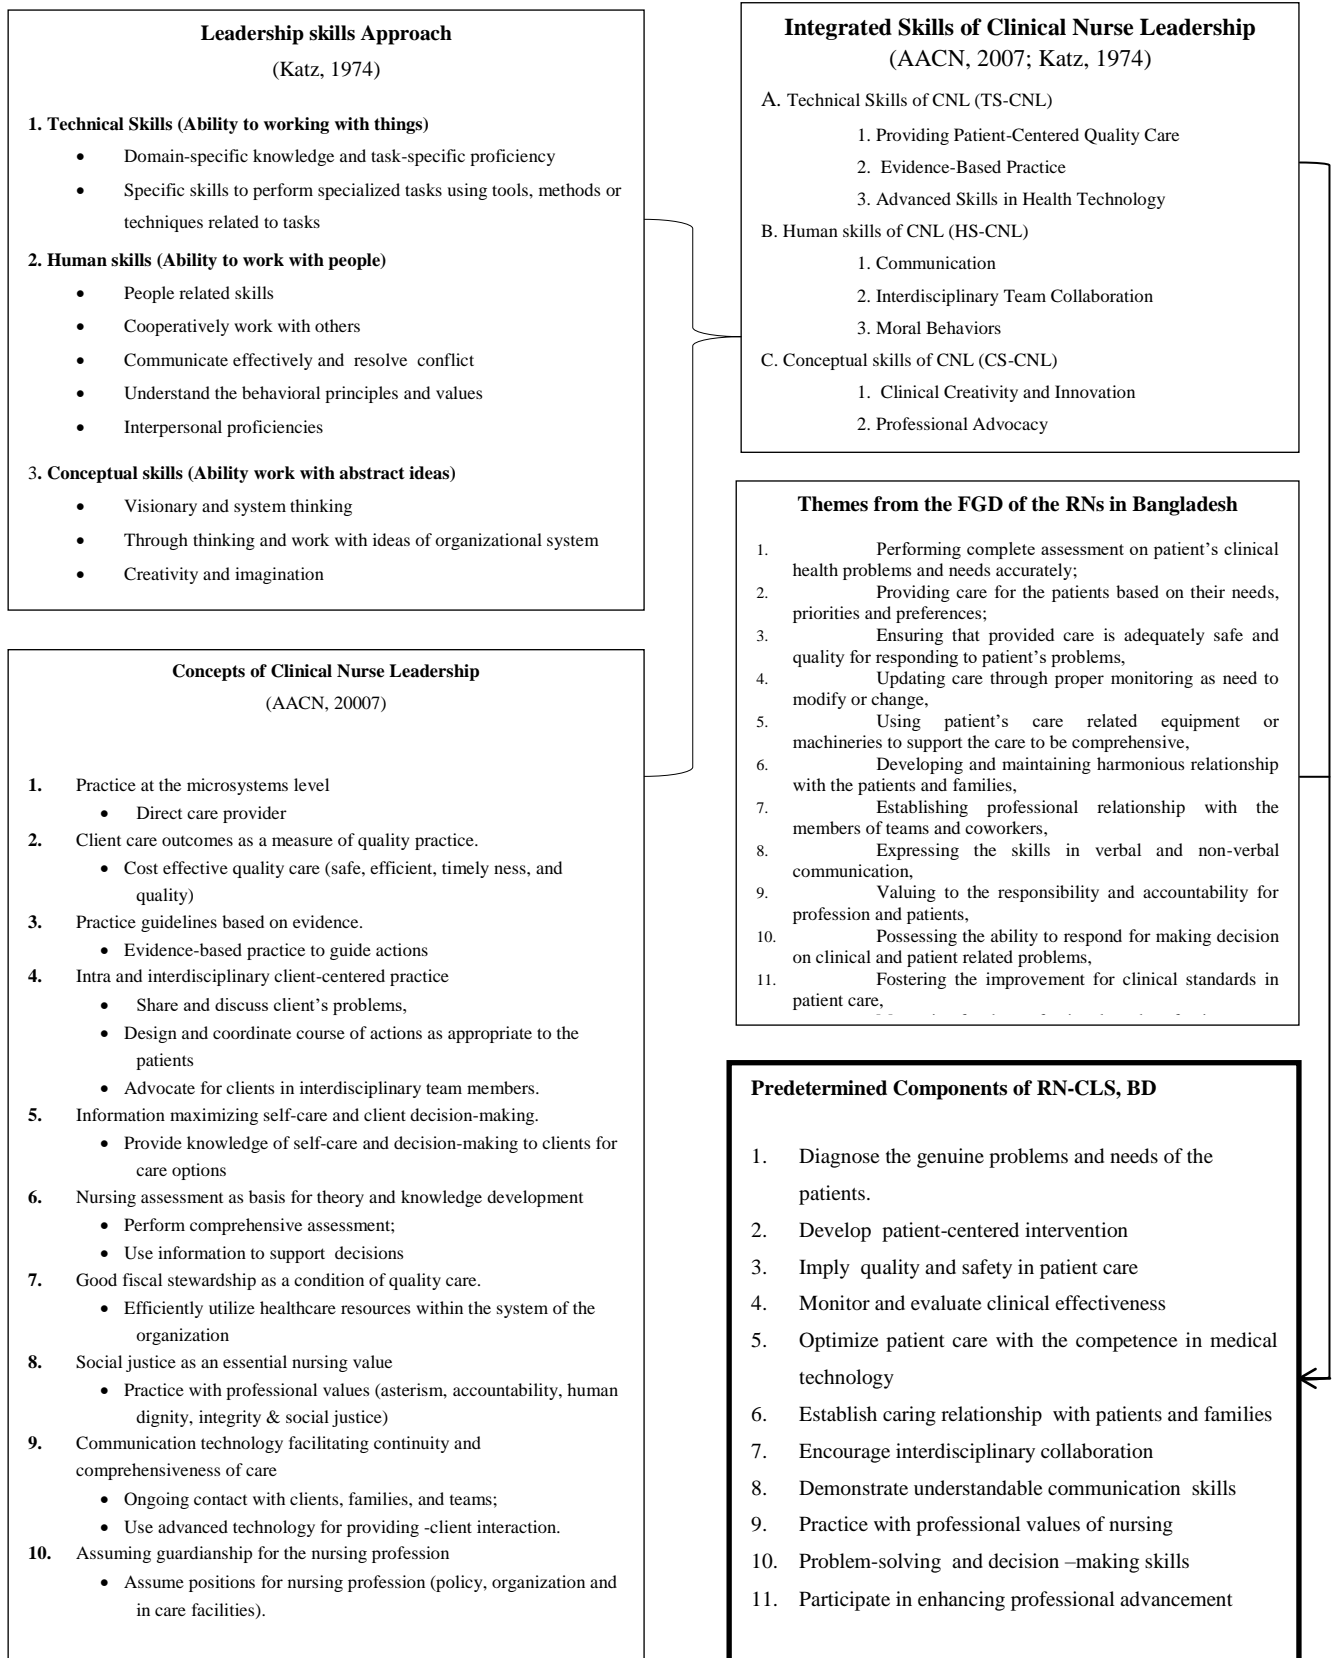 Leadership skills Approach
(Katz, 1974)
1. Technical Skills (Ability to working with things)
• Domain-specific knowledge and task-specific proficiency
• Specific skills to perform specialized tasks using tools, methods or
techniques related to tasks
2. Human skills (Ability to work with people)
• People related skills
• Cooperatively work with others
• Communicate effectively and resolve conflict
• Understand the behavioral principles and values
• Interpersonal proficiencies
3. Conceptual skills (Ability work with abstract ideas)
• Visionary and system thinking
• Through thinking and work with ideas of organizational system
• Creativity and imagination
Concepts of Clinical Nurse Leadership
(AACN, 20007)
1. Practice at the microsystems level
• Direct care provider
2. Client care outcomes as a measure of quality practice.
• Cost effective quality care (safe, efficient, timely ness, and
quality)
3. Practice guidelines based on evidence.
• Evidence-based practice to guide actions
4. Intra and interdisciplinary client-centered practice
• Share and discuss client's problems,
• Design and coordinate course of actions as appropriate to the
patients
• Advocate for clients in interdisciplinary team members.
5. Information maximizing self-care and client decision-making.
• Provide knowledge of self-care and decision-making to clients for
care options
6. Nursing assessment as basis for theory and knowledge development
• Perform comprehensive assessment;
• Use information to support decisions
7. Good fiscal stewardship as a condition of quality care.
• Efficiently utilize healthcare resources within the system of the
organization
8. Social justice as an essential nursing value
• Practice with professional values (asterism, accountability, human
dignity, integrity & social justice)
9. Communication technology facilitating continuity and
comprehensiveness of care
• Ongoing contact with clients, families, and teams;
• Use advanced technology for providing -client interaction.
10. Assuming guardianship for the nursing profession
• Assume positions for nursing profession (policy, organization and
in care facilities).
Integrated Skills of Clinical Nurse Leadership
(AACN, 2007; Katz, 1974)
A. Technical Skills of CNL (TS-CNL)
1. Providing Patient-Centered Quality Care
2. Evidence-Based Practice
3. Advanced Skills in Health Technology
B. Human skills of CNL (HS-CNL)
1. Communication
2. Interdisciplinary Team Collaboration
3. Moral Behaviors
C. Conceptual skills of CNL (CS-CNL)
1. Clinical Creativity and Innovation
2. Professional Advocacy
Themes from the FGD of the RNs in Bangladesh
1. Performing complete assessment on patient's clinical
health problems and needs accurately;
2. Providing care for the patients based on their needs,
priorities and preferences;
3. Ensuring that provided care is adequately safe and
quality for responding to patient's problems,
4. Updating care through proper monitoring as need to
modify or change,
5. Using patient's care related equipment or
machineries to support the care to be comprehensive,
6. Developing and maintaining harmonious relationship
with the patients and families,
7. Establishing professional relationship with the
members of teams and coworkers,
8. Expressing the skills in verbal and non-verbal
communication,
9. Valuing to the responsibility and accountability for
profession and patients,
10. Possessing the ability to respond for making decision
on clinical and patient related problems,
11. Fostering the improvement for clinical standards in
patient care,
Predetermined Components of RN-CLS, BD
1. Diagnose the genuine problems and needs of the
patients.
2. Develop patient-centered intervention
3. Imply quality and safety in patient care
4. Monitor and evaluate clinical effectiveness
5. Optimize patient care with the competence in medical
technology
6. Establish caring relationship with patients and families
7. Encourage interdisciplinary collaboration
8. Demonstrate understandable communication skills
9. Practice with professional values of nursing
10. Problem-solving and decision –making skills
11. Participate in enhancing professional advancement